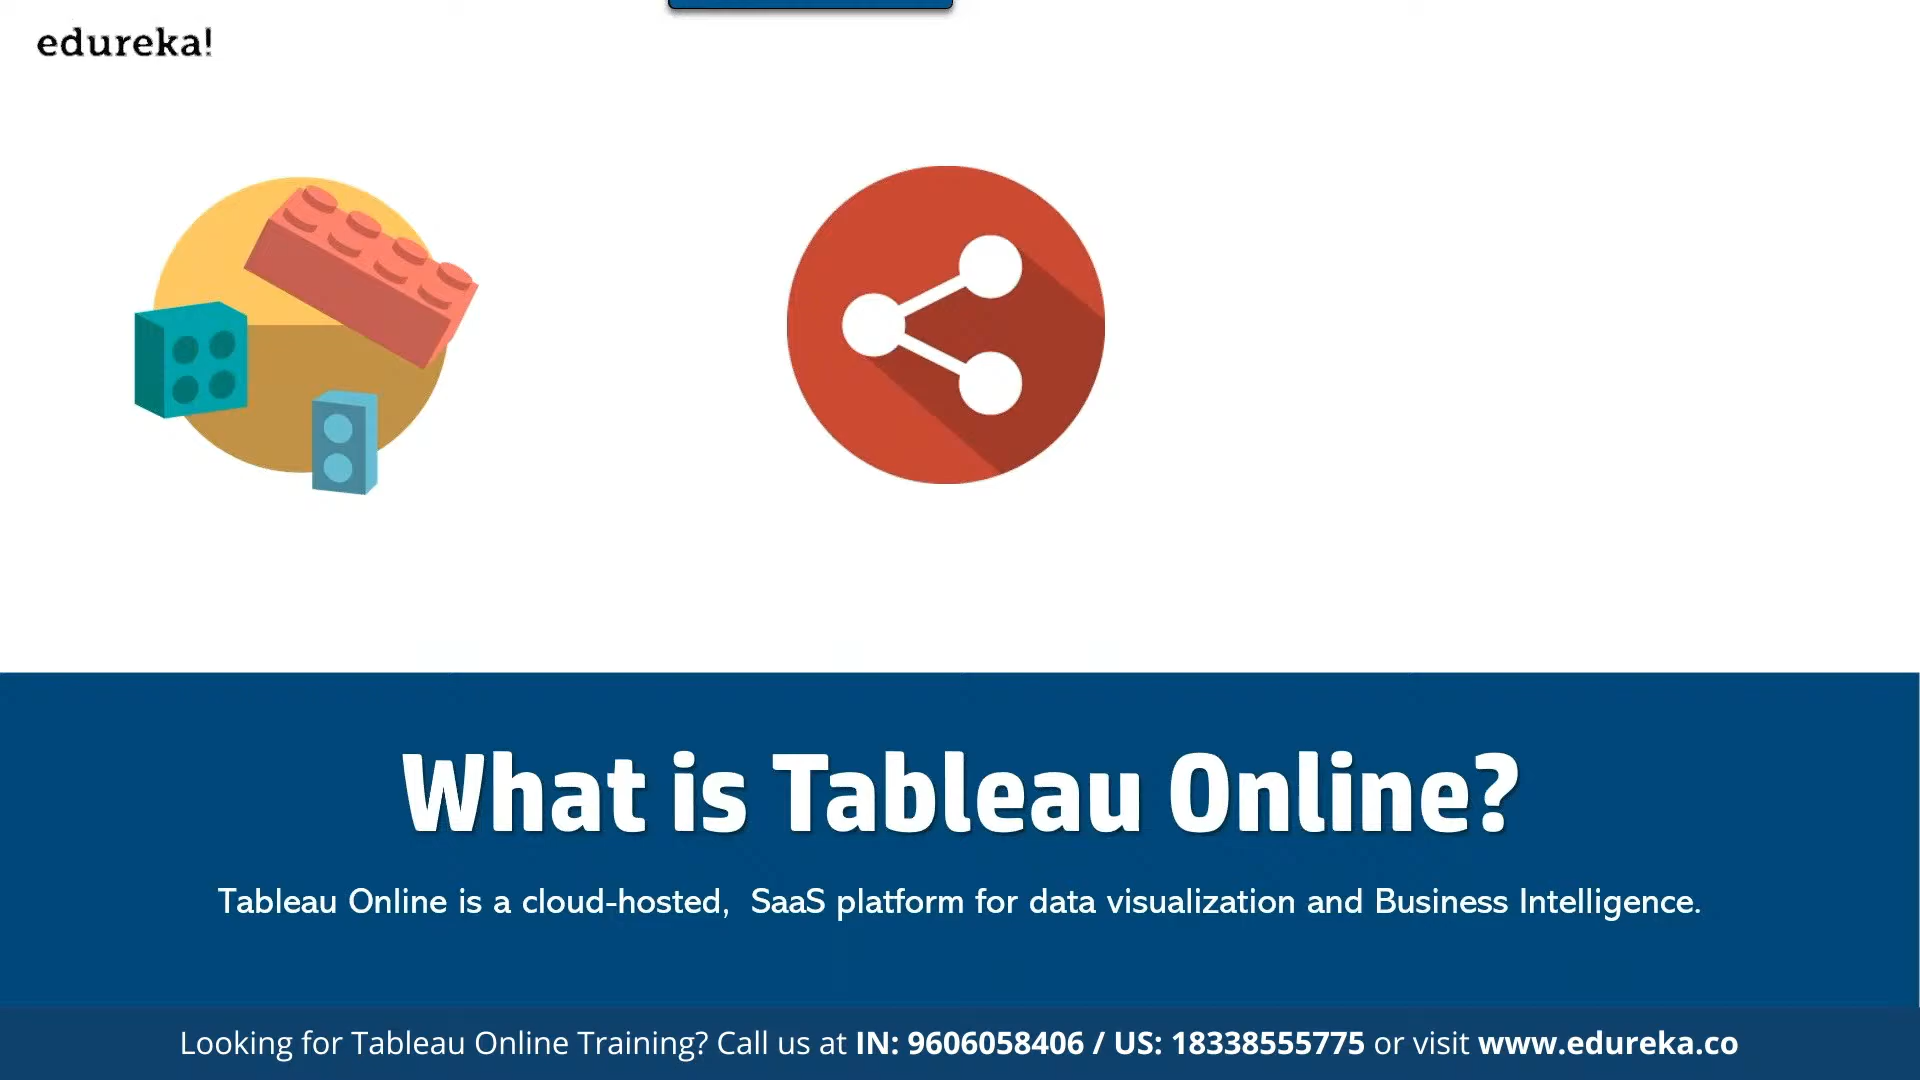 edureka!
What is Tableau Online?
Tableau Online is a cloud-hosted,  SaaS platform for data visualization and Business Intelligence.
Looking for Tableau Online Training? Call us at IN: 9606058406 / US: 18338555775 or visit www.edureka.co